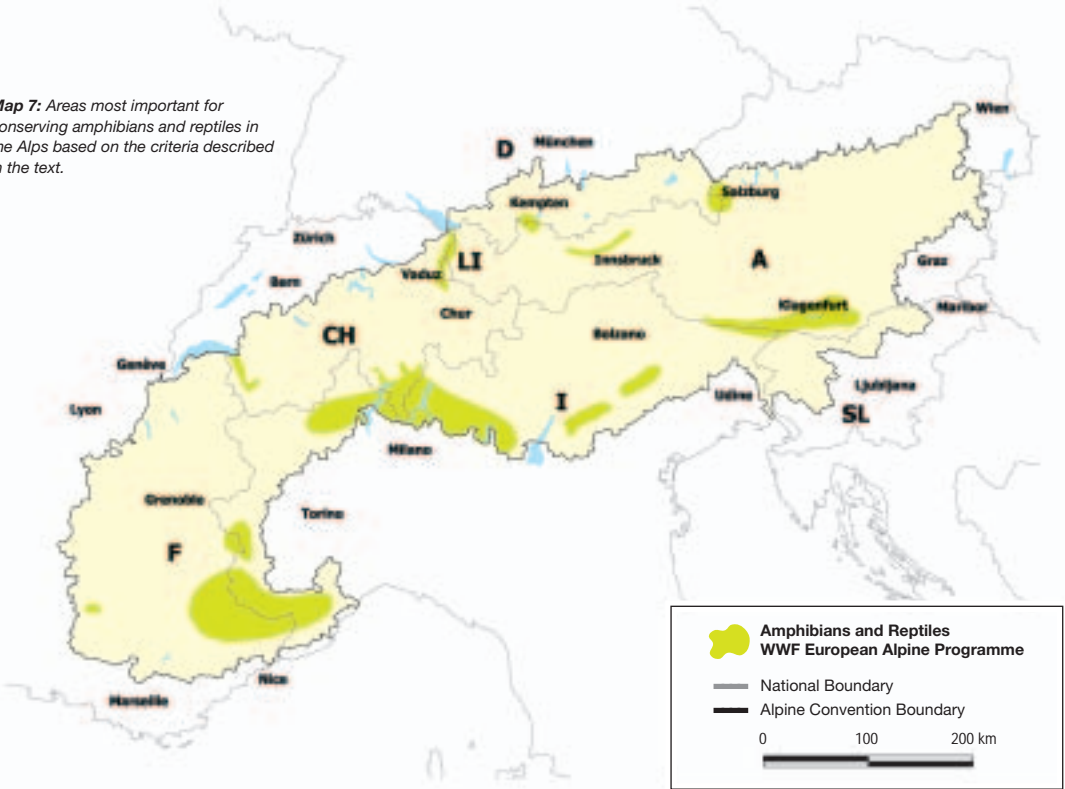 Map 7: Areas most important for
conserving amphibians and reptiles in
the Alps based on the criteria described
in the text.
Wien
D
München
Salzburg
Kempten
Zürich
LI
Innsbruck
A
Graz
Vaduz
Bern
Chur
Klagenfurt
Maribor
CH
Bolzano
Genève
Ljubljana
Udine
I
Lyon
SL
Milano
Grenoble
Torino
F
Nice
Marseille
Amphibians and Reptiles
WWF European Alpine Programme
National Boundary
Alpine Convention Boundary
0 100 200 km